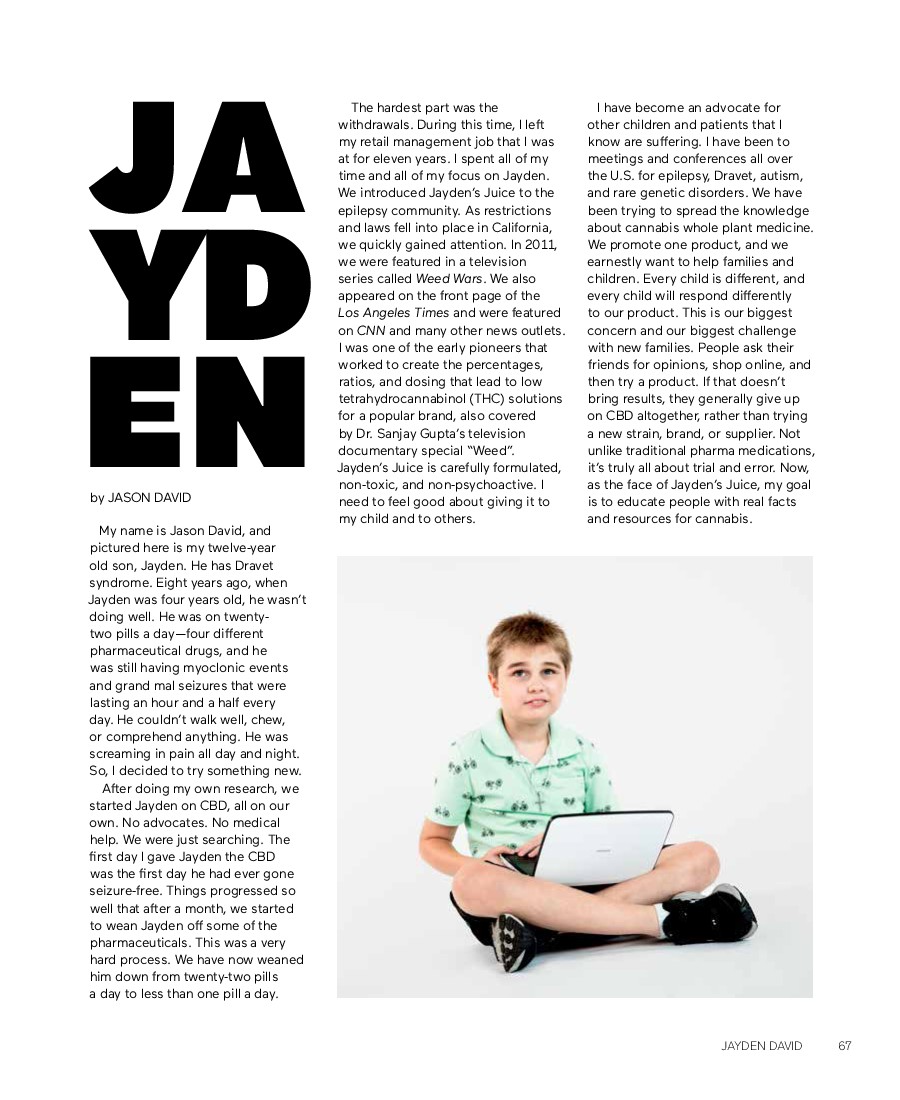 JA
YD
EN
by JASON DAVID
My name is Jason David, and
pictured here is my twelve-year
old son, Jayden. He has Dravet
syndrome. Eight years ago, when
Jayden was four years old, he wasn't
doing well. He was on twenty-
two pills a day—four different
pharmaceutical drugs, and he
was still having myoclonic events
and grand mal seizures that were
lasting an hour and a half every
day. He couldn't walk well, chew,
or comprehend anything. He was
screaming in pain all day and night.
So, I decided to try something new.
After doing my own research, we
started Jayden on CBD, all on our
own. No advocates. No medical
help. We were just searching. The
first day I gave Jayden the CBD
was the first day he had ever gone
seizure-free. Things progressed so
well that after a month, we started
to wean Jayden off some of the
pharmaceuticals. This was a very
hard process. We have now weaned
him down from twenty-two pills
a day to less than one pill a day.
The hardest part was the
withdrawals. During this time, I left
my retail management job that I was
at for eleven years. I spent all of my
time and all of my focus on Jayden.
We introduced Jayden's Juice to the
epilepsy community. As restrictions
and laws fell into place in California,
we quickly gained attention. In 2011,
we were featured in a television
series called Weed Wars. We also
appeared on the front page of the
Los Angeles Times and were featured
on CNN and many other news outlets.
I was one of the early pioneers that
worked to create the percentages,
ratios, and dosing that lead to low
tetrahydrocannabinol (THC) solutions
for a popular brand, also covered
by Dr. Sanjay Gupta's television
documentary special "Weed".
Jayden's Juice is carefully formulated,
non-toxic, and non-psychoactive. I
need to feel good about giving it to
my child and to others.
I have become an advocate for
other children and patients that I
know are suffering. I have been to
meetings and conferences all over
the U.S. for epilepsy, Dravet, autism,
and rare genetic disorders. We have
been trying to spread the knowledge
about cannabis whole plant medicine.
We promote one product, and we
earnestly want to help families and
children. Every child is different, and
every child will respond differently
to our product. This is our biggest
concern and our biggest challenge
with new families. People ask their
friends for opinions, shop online, and
then try a product. If that doesn't
bring results, they generally give up
on CBD altogether, rather than trying
a new strain, brand, or supplier. Not
unlike traditional pharma medications,
it's truly all about trial and error. Now,
as the face of Jayden's Juice, my goal
is to educate people with real facts
and resources for cannabis.
JAYDEN DAVID 67